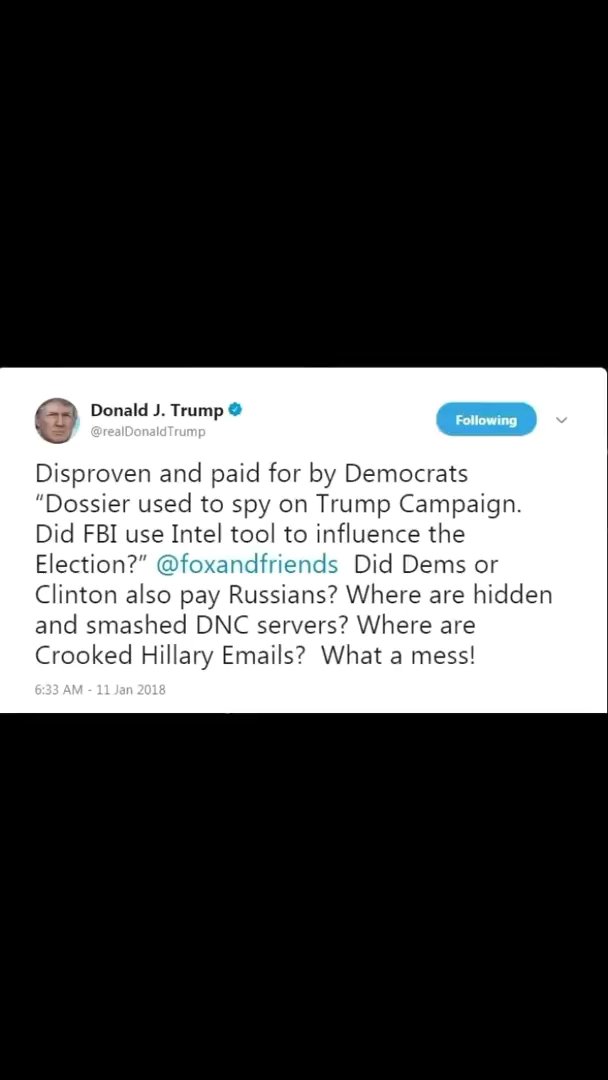 Donald J. Trump
@realDonaldTrump
Following
Disproven and paid for by Democrats
“Dossier used to spy on Trump Campaign.
Did FBI use Intel tool to influence the
Election?” @foxandfriends Did Dems or
Clinton also pay Russians? Where are hidden
and smashed DNC servers? Where are
Crooked Hillary Emails? What a mess!
6:33 AM - 11 Jan 2018